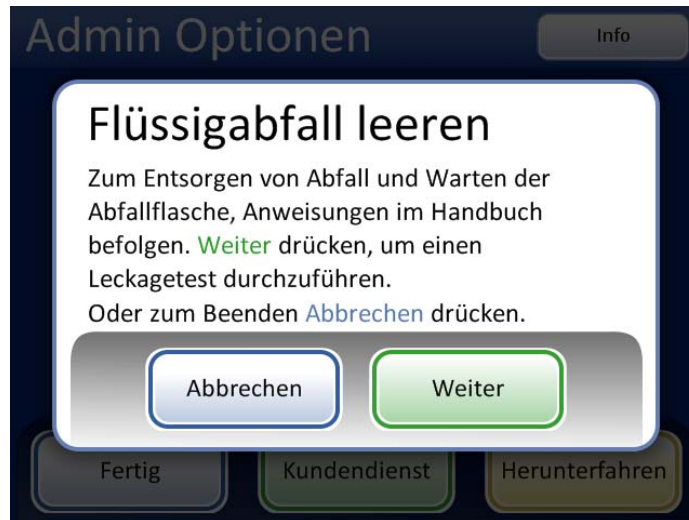 Admin Optionen
Info
Flüssigabfall leeren
Zum Entsorgen von Abfall und Warten der
Abfallflasche, Anweisungen im Handbuch
befolgen. Weiter drücken, um einen
Leckagetest durchzuführen.
Oder zum Beenden Abbrechen drücken.
Abbrechen
Weiter
Fertig
Kundendienst
Herunterfahren